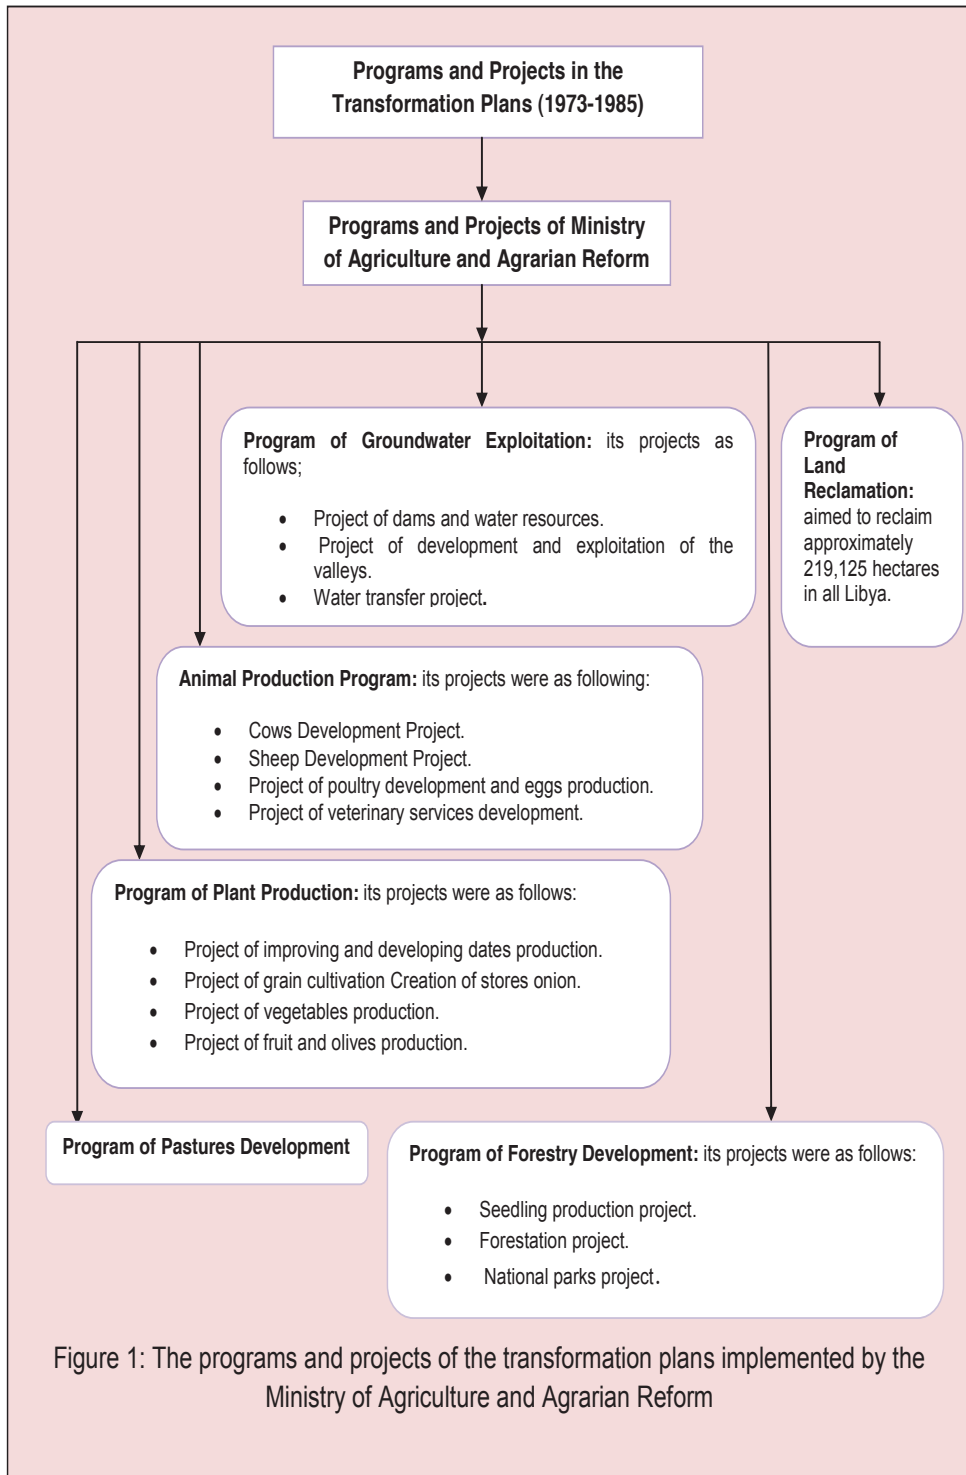 Programs and Projects in the
Transformation Plans (1973-1985)
Programs and Projects of Ministry
of Agriculture and Agrarian Reform
Program of Groundwater Exploitation: its projects as
follows;
• Project of dams and water resources.
• Project of development and exploitation of the
valleys.
• Water transfer project.
Program of
Land
Reclamation:
aimed to reclaim
approximately
219,125 hectares
in all Libya.
Animal Production Program: its projects were as following:
• Cows Development Project.
• Sheep Development Project.
• Project of poultry development and eggs production.
• Project of veterinary services development.
Program of Plant Production: its projects were as follows:
• Project of improving and developing dates production.
• Project of grain cultivation Creation of stores onion.
• Project of vegetables production.
• Project of fruit and olives production.
Program of Pastures Development
Program of Forestry Development: its projects were as follows:
• Seedling production project.
• Forestation project.
• National parks project.
Figure 1: The programs and projects of the transformation plans implemented by the
Ministry of Agriculture and Agrarian Reform